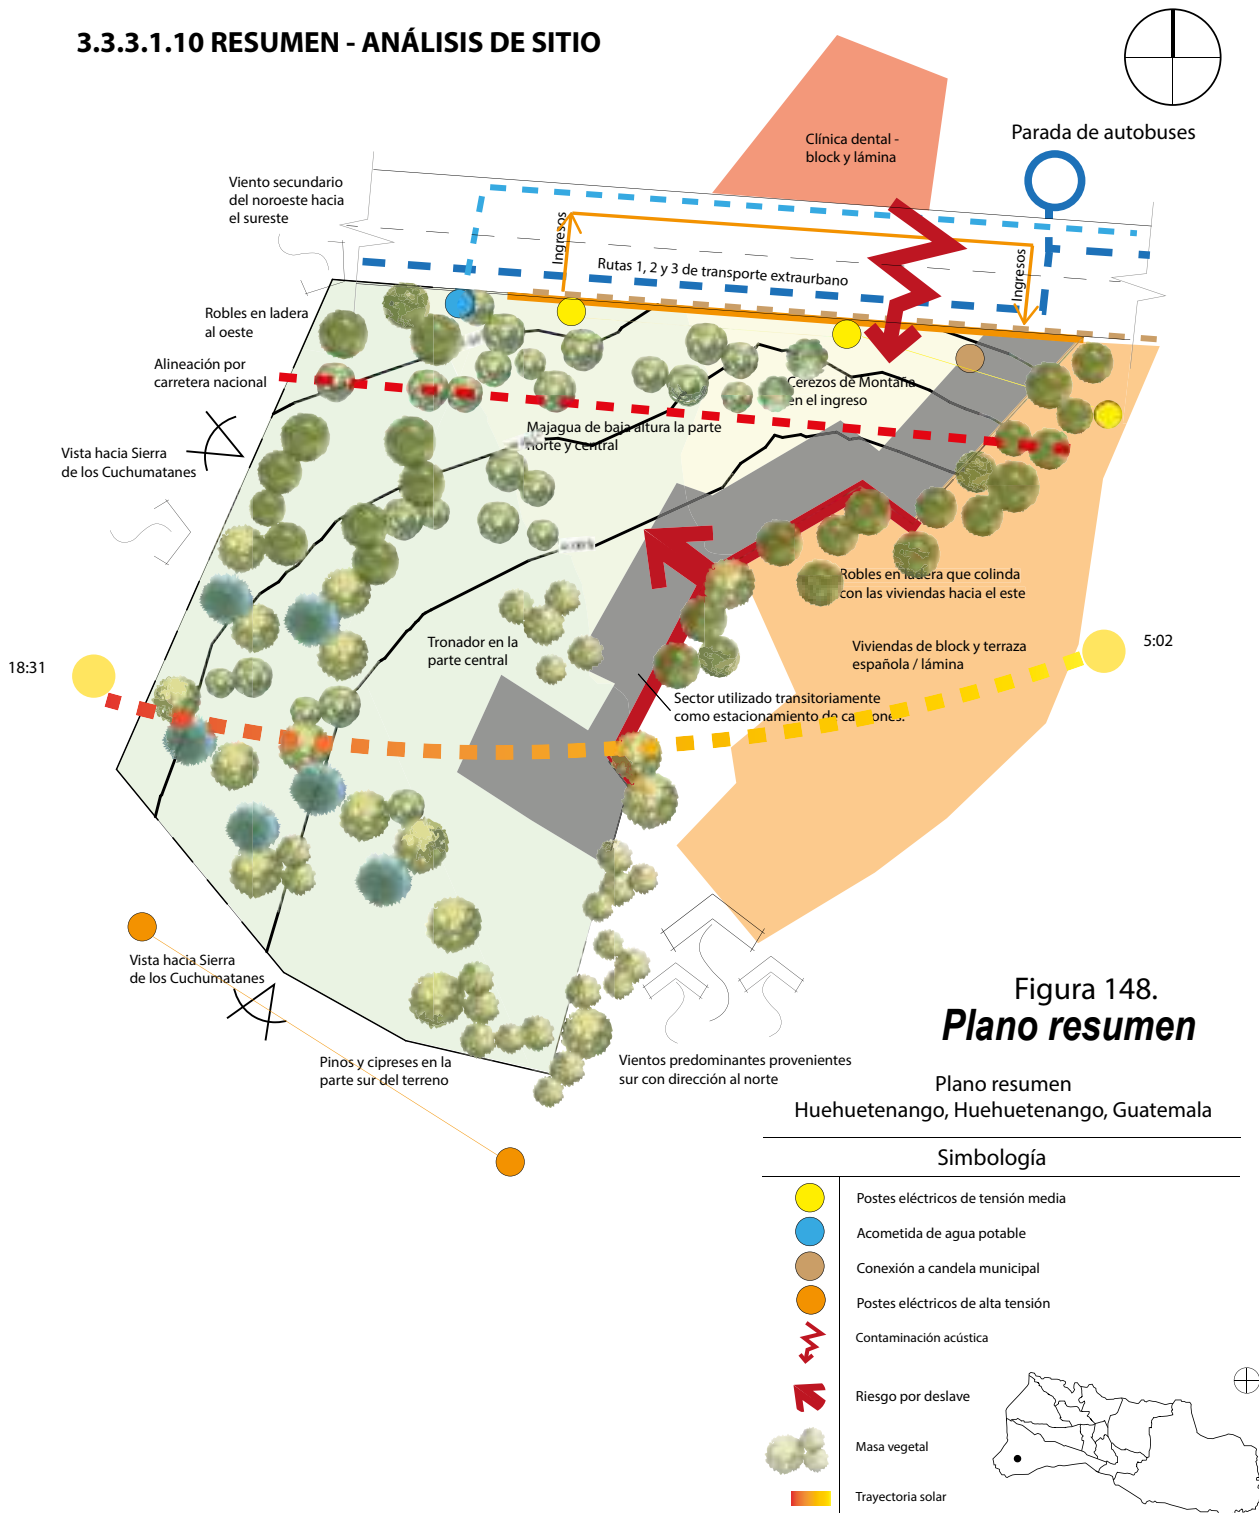 3.3.3.1.10 RESUMEN - ANÁLISIS DE SITIO
Clínica dental -
block y lámina
Parada de autobuses
Viento secundario
del noroeste hacia
el sureste
Ingresos
Rutas 1, 2 y 3 de transporte extraurbano
Ingresos
Robles en ladera
al oeste
Alineación por
carretera nacional
Cerezos de Montaña
en el ingreso
Majagua de baja altura la parte
norte y central
Vista hacia Sierra
de los Cuchumatanes
Robles en ladera que colinda
con las viviendas hacia el este
Tronador en la
parte central
Viviendas de block y terraza
española / lámina
18:31
5:02
Sector utilizado transitoriamente
como estacionamiento de camiones.
Vista hacia Sierra
de los Cuchumatanes
Pinos y cipreses en la
parte sur del terreno
Vientos predominantes provenientes
sur con dirección al norte
Figura 148.
Plano resumen
Plano resumen
Huehuetenango, Huehuetenango, Guatemala
Simbología
Postes eléctricos de tensión media
Acometida de agua potable
Conexión a candela municipal
Postes eléctricos de alta tensión
Contaminación acústica
Riesgo por deslave
Masa vegetal
Trayectoria solar